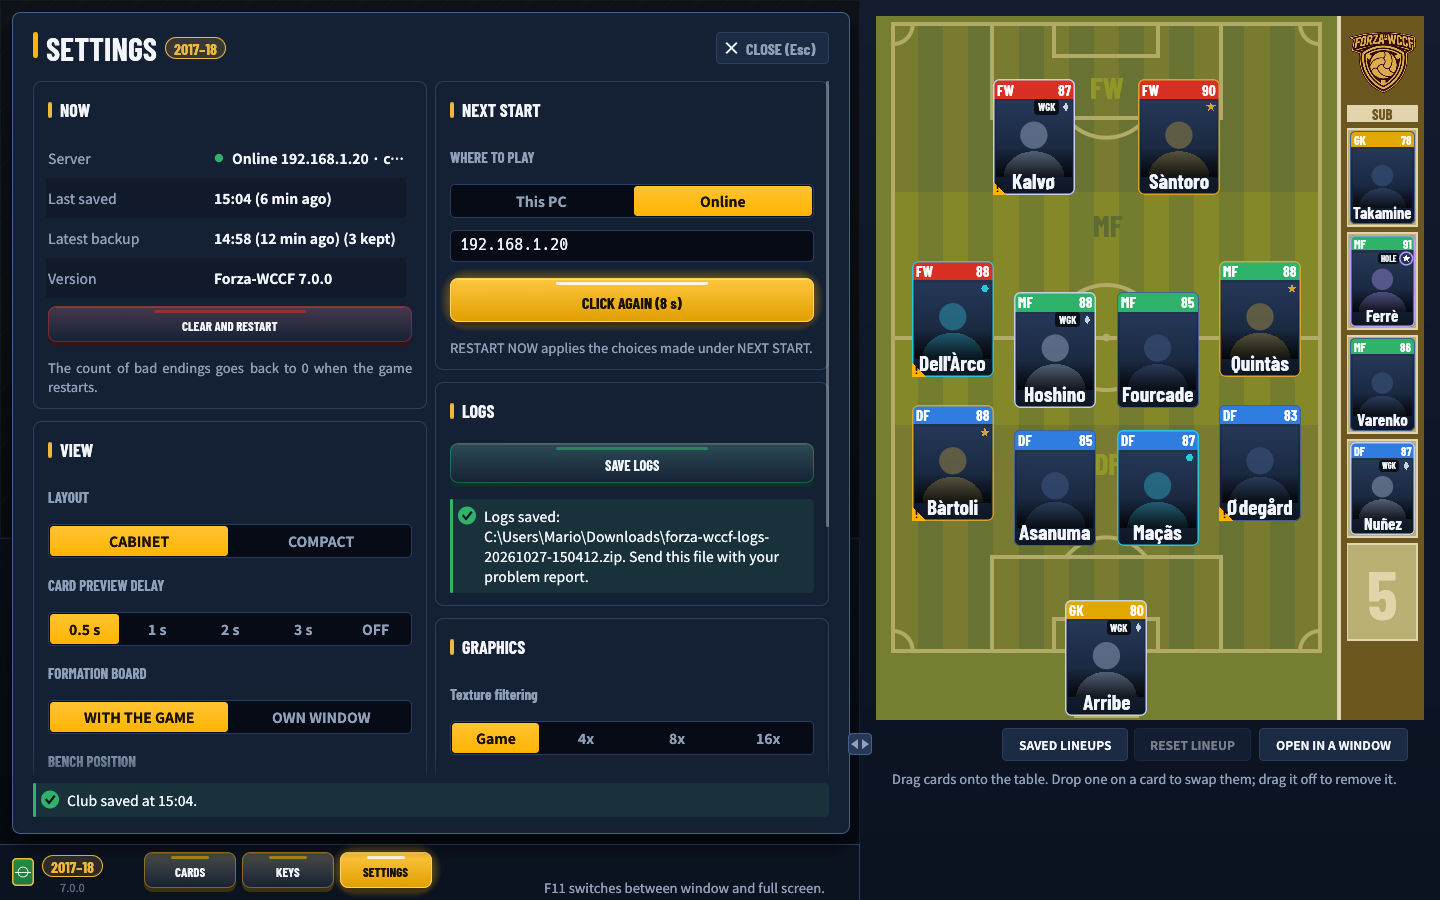 SETTINGS 2017-18
CLOSE (Esc)
NOW
Server Online 192.168.1.20 · c···
Last saved 15:04 (6 min ago)
Latest backup 14:58 (12 min ago) (3 kept)
Version Forza-WCCF 7.0.0
CLEAR AND RESTART
The count of bad endings goes back to 0 when the game
restarts.
VIEW
LAYOUT
CABINET COMPACT
CARD PREVIEW DELAY
0.5 s 1 s 2 s 3 s OFF
FORMATION BOARD
WITH THE GAME OWN WINDOW
BENCH POSITION
NEXT START
WHERE TO PLAY
This PC Online
192.168.1.20
CLICK AGAIN (8 s)
RESTART NOW applies the choices made under NEXT START.
LOGS
SAVE LOGS
Logs saved:
C:\Users\Mario\Downloads\forza-wccf-logs-
20261027-150412.zip. Send this file with your
problem report.
GRAPHICS
Texture filtering
Game 4x 8x 16x
Club saved at 15:04.
2017-18
7.0.0
CARDS KEYS SETTINGS
F11 switches between window and full screen.
FW
FW 87
WGK
Kalvø
FW 90
Sàntoro
MF
FW 88
Dell'Àrco
MF 88
WGK
Hoshino
MF 85
Fourcade
MF 88
Quintàs
DF
DF 88
Bàrtoli
DF 85
Asanuma
DF 87
Maçãs
DF 83
Ødegård
GK 80
WGK
Arribe
FORZA-WCCF
SUB
GK 78
Takamine
MF 91
HOLE
Ferrè
MF 86
Varenko
DF 87
WGK
Nuñez
5
SAVED LINEUPS RESET LINEUP OPEN IN A WINDOW
Drag cards onto the table. Drop one on a card to swap them; drag it off to remove it.